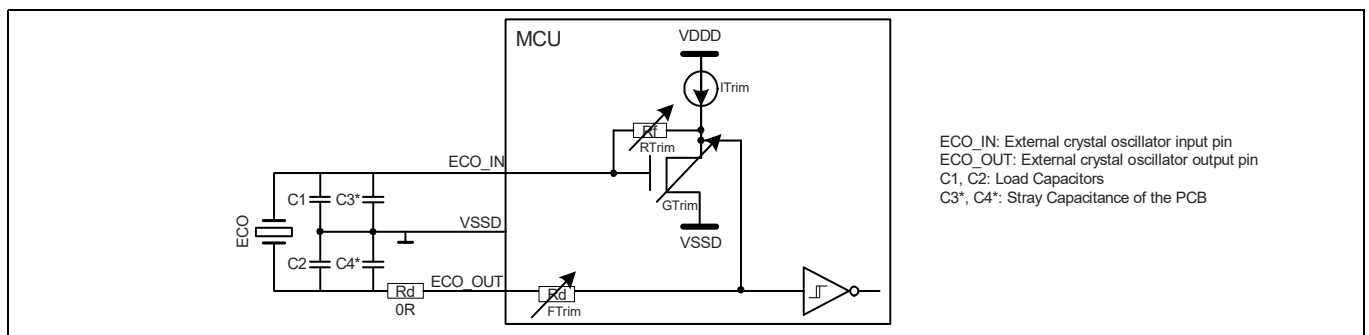 MCU
VDDD
ITrim
Rf
RTrim
ECO_IN
GTrim
C1
C3*
VSSD
VSSD
ECO
C2
C4*
ECO_OUT
Rd
0R
Rd
FTrim
ECO_IN: External crystal oscillator input pin
ECO_OUT: External crystal oscillator output pin
C1, C2: Load Capacitors
C3*, C4*: Stray Capacitance of the PCB